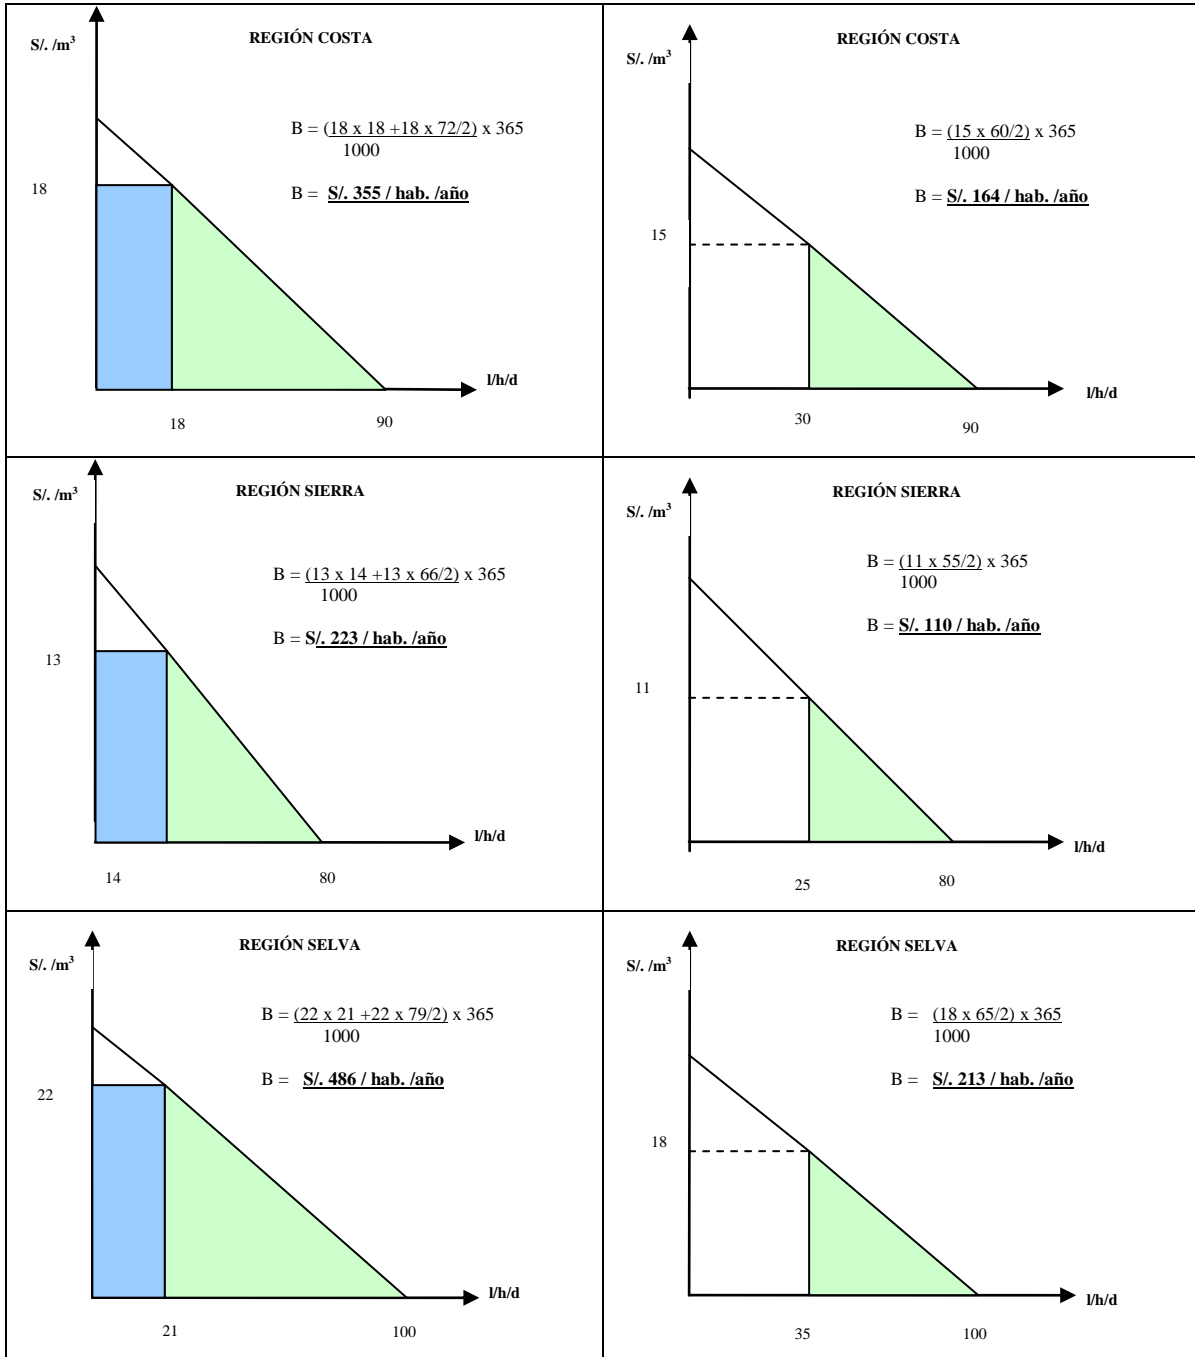 REGIÓN COSTA
S/. /m³
B = (18 x 18 +18 x 72/2) x 365
1000
B = S/. 355 / hab. /año
18
l/h/d
18
90
REGIÓN COSTA
S/. /m³
B = (15 x 60/2) x 365
1000
B = S/. 164 / hab. /año
15
l/h/d
30
90
REGIÓN SIERRA
S/. /m³
B = (13 x 14 +13 x 66/2) x 365
1000
B = S/. 223 / hab. /año
13
l/h/d
14
80
REGIÓN SIERRA
S/. /m³
B = (11 x 55/2) x 365
1000
B = S/. 110 / hab. /año
11
l/h/d
25
80
REGIÓN SELVA
S/. /m³
B = (22 x 21 +22 x 79/2) x 365
1000
B = S/. 486 / hab. /año
22
l/h/d
21
100
REGIÓN SELVA
S/. /m³
B = (18 x 65/2) x 365
1000
B = S/. 213 / hab. /año
18
l/h/d
35
100